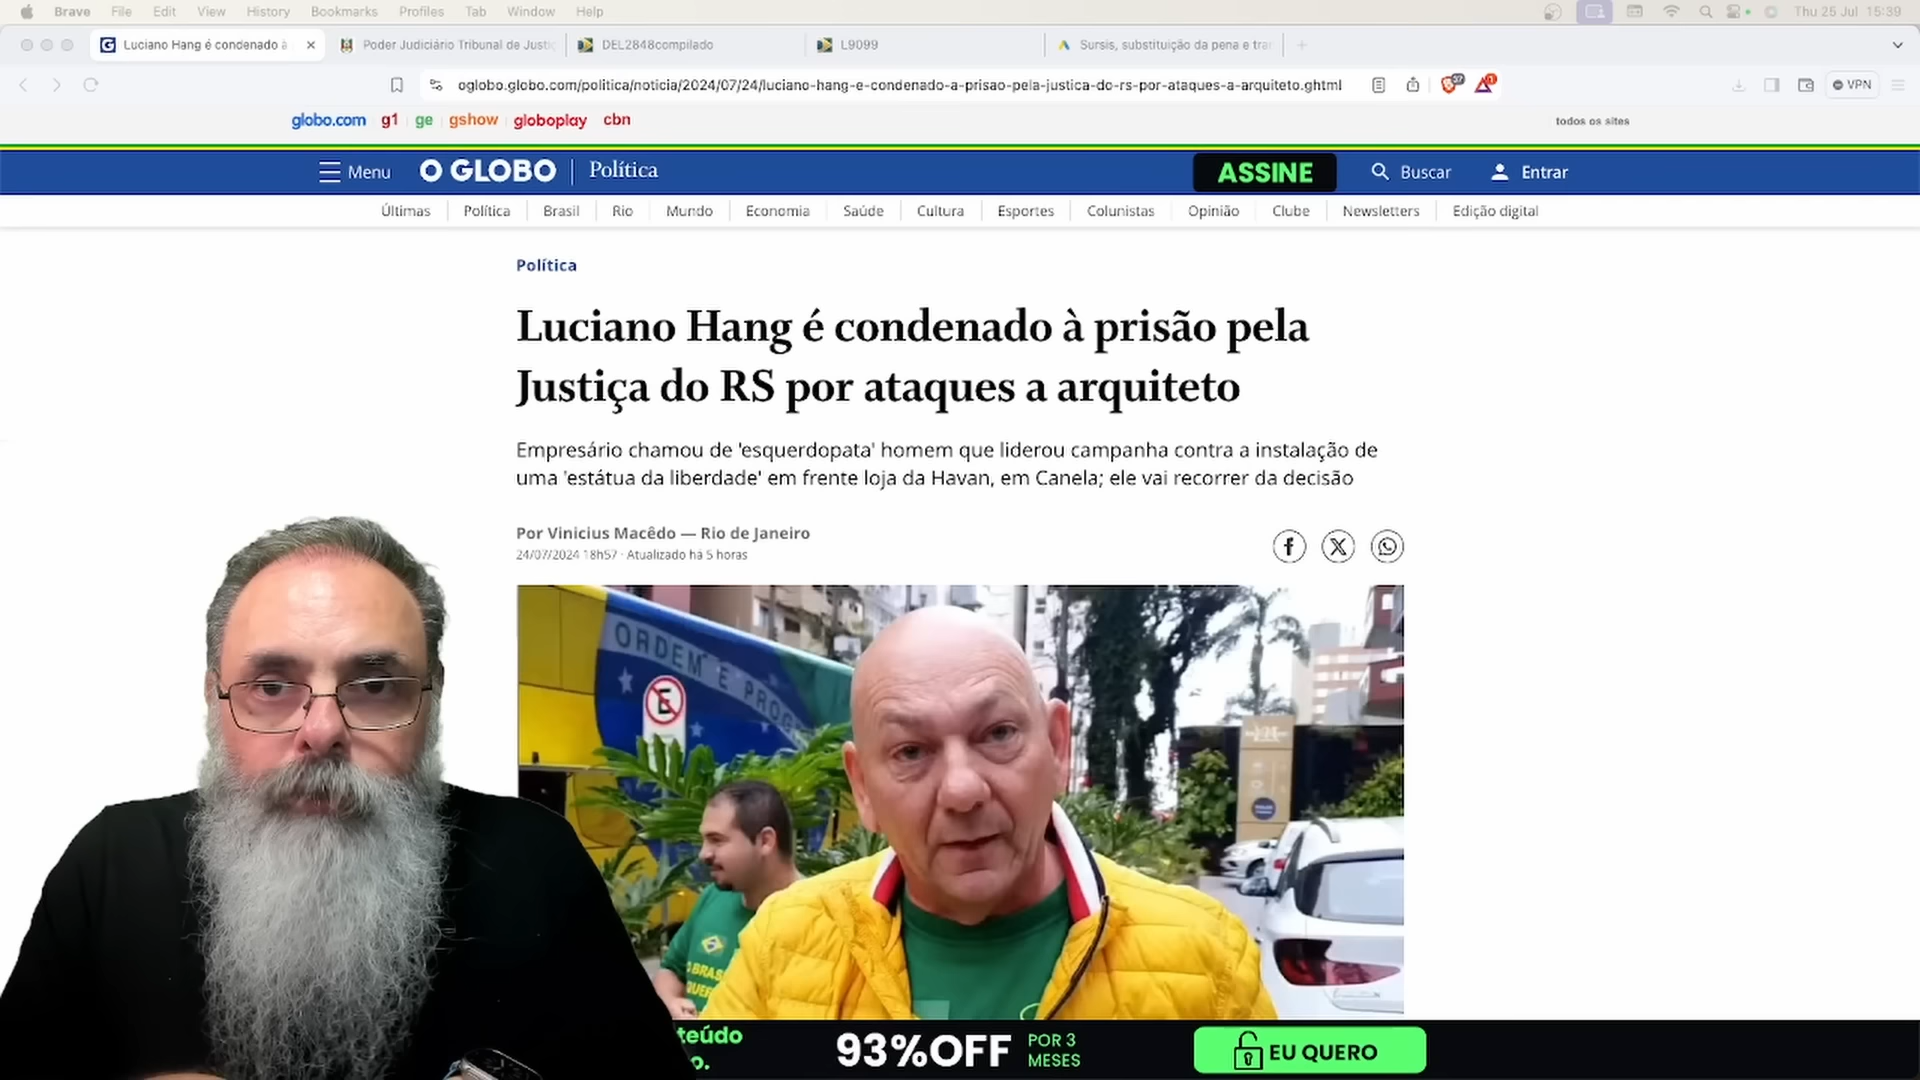 Brave File Edit View History Bookmarks Profiles Tab Window Help Thu 25 Jul 15:39
Luciano Hang é condenado à Poder Judiciário Tribunal de Justiç DEL2848compilado L9099 Sursis, substituição da pena e tran
oglobo.globo.com/politica/noticia/2024/07/24/luciano-hang-e-condenado-a-prisao-pela-justica-do-rs-por-ataques-a-arquiteto.ghtml VPN
globo.com g1 ge gshow globoplay cbn todos os sites
Menu O GLOBO Política ASSINE Buscar Entrar
Últimas Política Brasil Rio Mundo Economia Saúde Cultura Esportes Colunistas Opinião Clube Newsletters Edição digital
Política
Luciano Hang é condenado à prisão pela
Justiça do RS por ataques a arquiteto
Empresário chamou de 'esquerdopata' homem que liderou campanha contra a instalação de
uma 'estátua da liberdade' em frente loja da Havan, em Canela; ele vai recorrer da decisão
Por Vinicius Macêdo — Rio de Janeiro
24/07/2024 18h57 · Atualizado há 5 horas
ORDEM E PROG
E
O BRAS
QUER
teúdo
o.
93%OFF
POR 3
MESES
EU QUERO